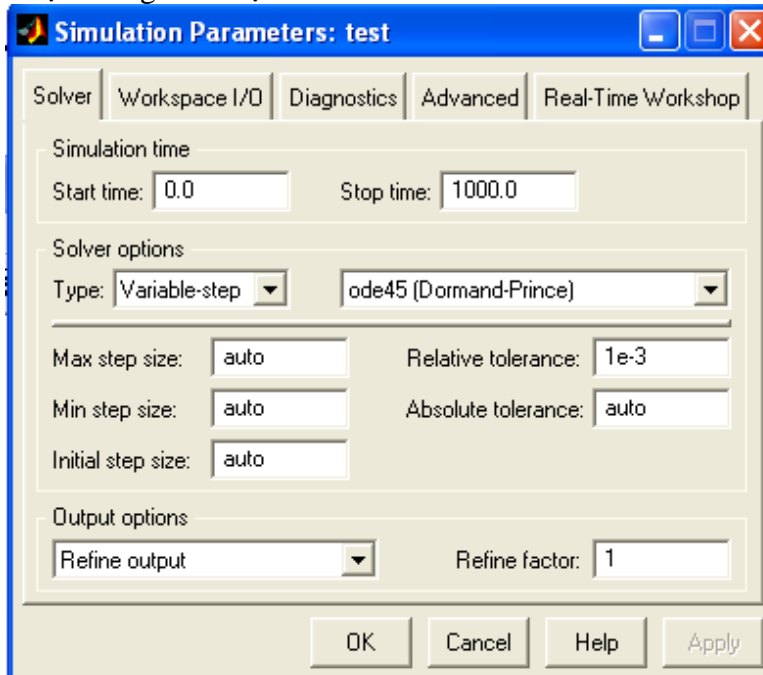 Simulation Parameters: test
Solver Workspace I/O Diagnostics Advanced Real-Time Workshop
Simulation time
Start time: 0.0 Stop time: 1000.0
Solver options
Type: Variable-step ode45 (Dormand-Prince)
Max step size: auto Relative tolerance: 1e-3
Min step size: auto Absolute tolerance: auto
Initial step size: auto
Output options
Refine output Refine factor: 1
OK Cancel Help Apply